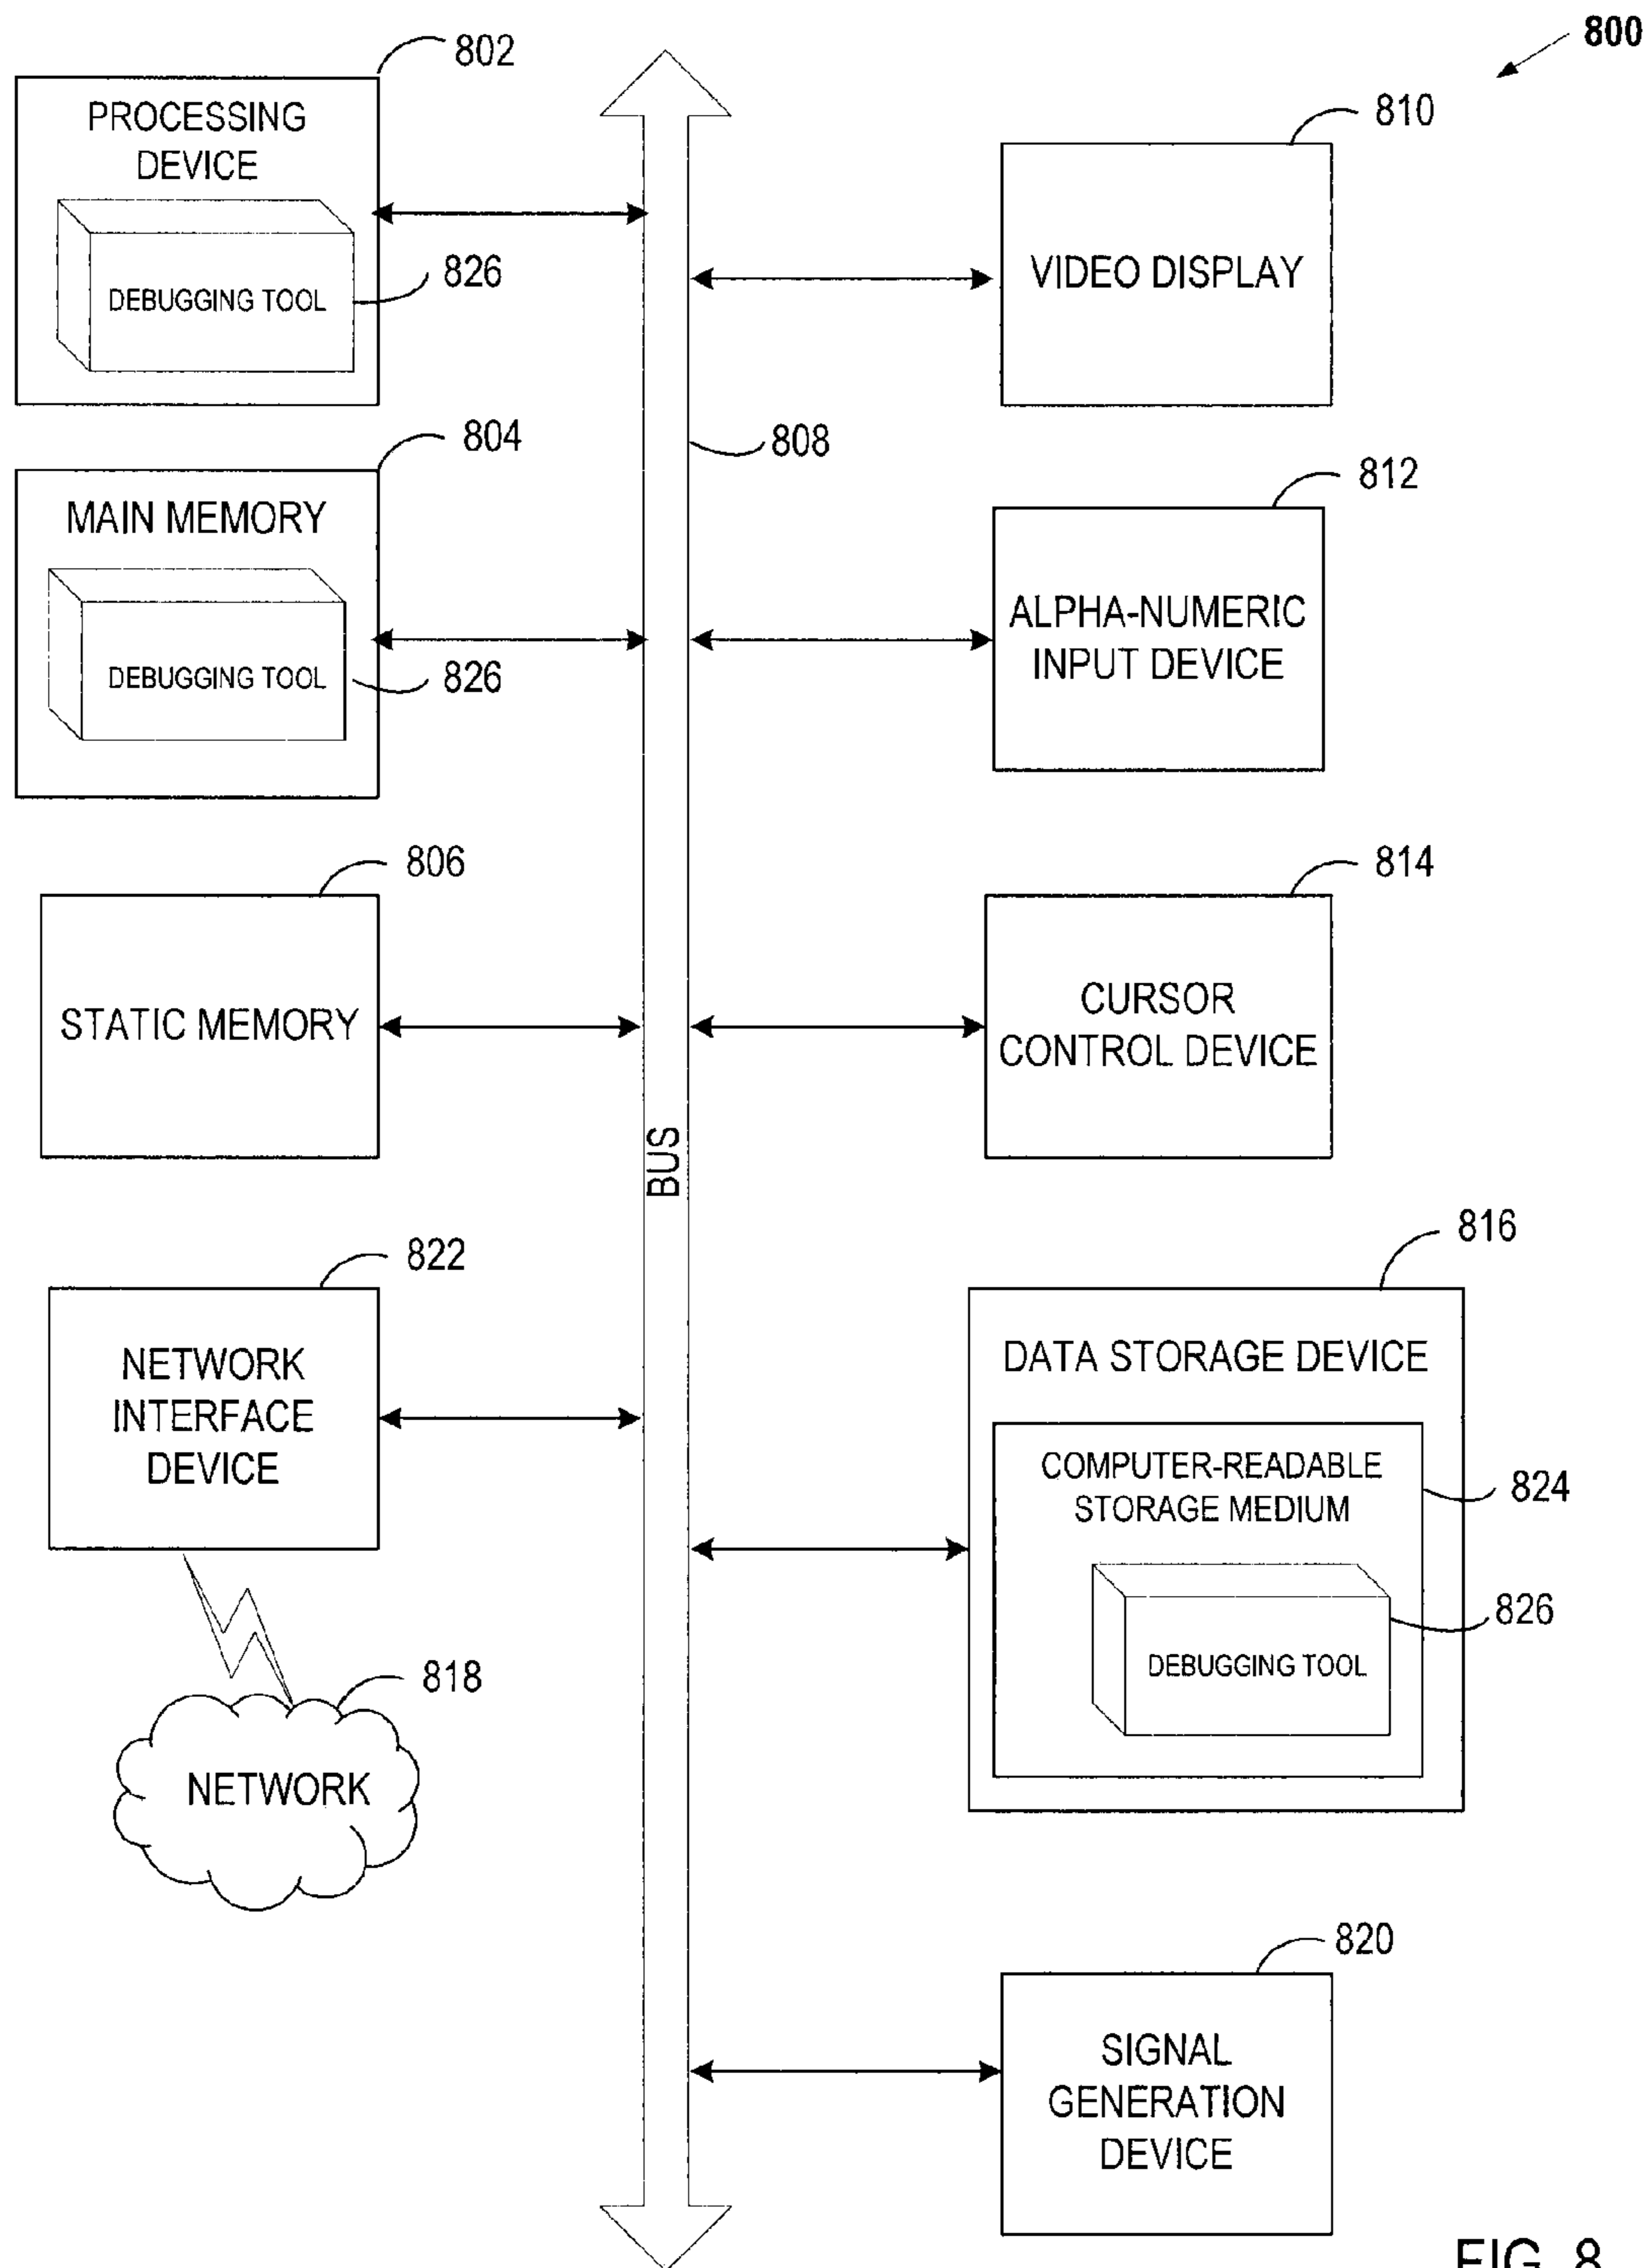 800
802
PROCESSING
DEVICE
DEBUGGING TOOL
826
810
VIDEO DISPLAY
804
MAIN MEMORY
DEBUGGING TOOL
826
808
812
ALPHA-NUMERIC
INPUT DEVICE
806
STATIC MEMORY
814
CURSOR
CONTROL DEVICE
BUS
822
NETWORK
INTERFACE
DEVICE
816
DATA STORAGE DEVICE
COMPUTER-READABLE
STORAGE MEDIUM
824
DEBUGGING TOOL
826
818
NETWORK
820
SIGNAL
GENERATION
DEVICE
FIG. 8